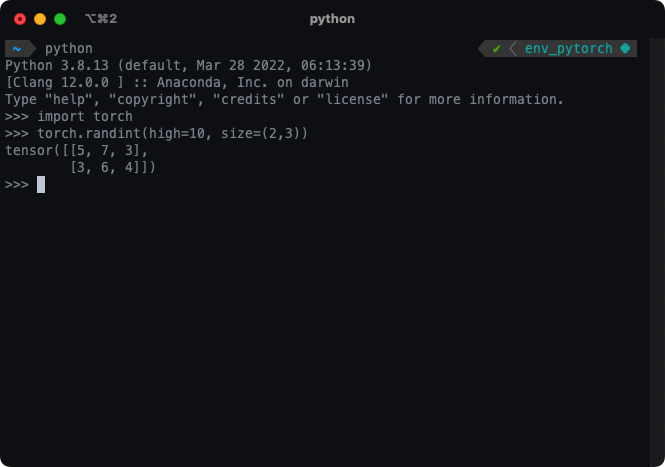 ⌥⌘2 python
~ python ✔ env_pytorch
Python 3.8.13 (default, Mar 28 2022, 06:13:39)
[Clang 12.0.0 ] :: Anaconda, Inc. on darwin
Type "help", "copyright", "credits" or "license" for more information.
>>> import torch
>>> torch.randint(high=10, size=(2,3))
tensor([[5, 7, 3],
        [3, 6, 4]])
>>>